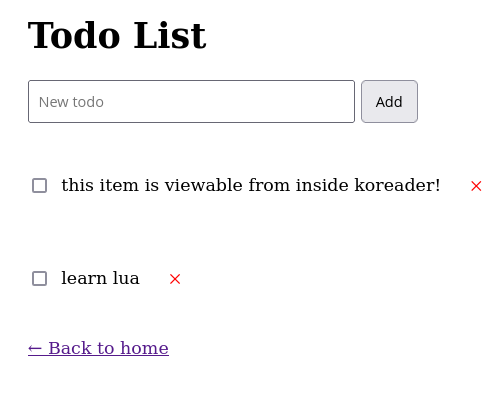 Todo List
New todo
Add
this item is viewable from inside koreader! ×
learn lua ×
← Back to home